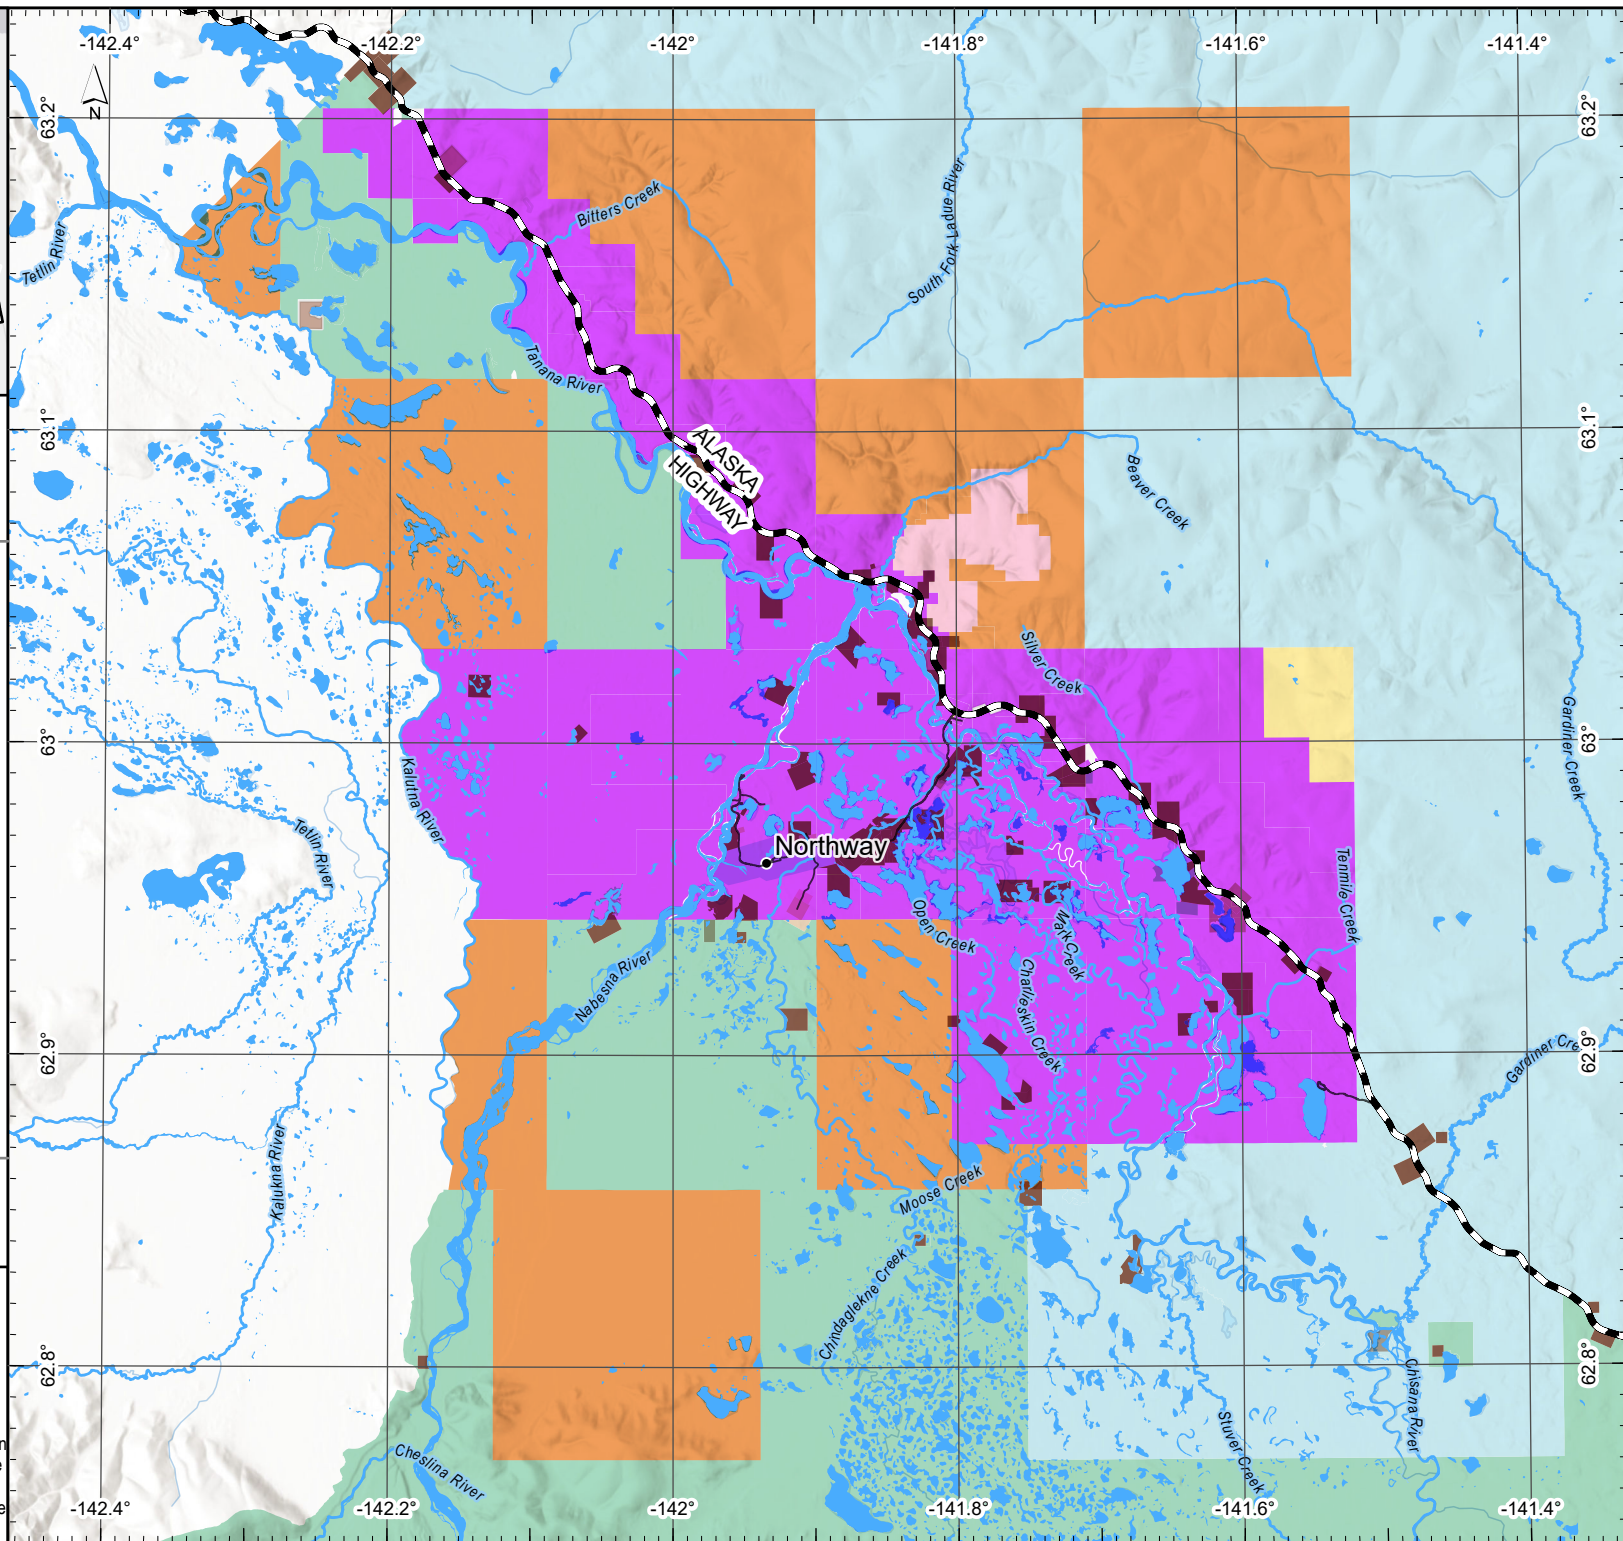 -142.4°
-142.2°
-142°
-141.8°
-141.6°
-141.4°
N
63.2°
63.2°
Tetlin River
Bitters Creek
South Fork Ladue River
Tanana River
63.1°
63.1°
ALASKA
HIGHWAY
Beaver Creek
Silver Creek
Gardiner Creek
63°
63°
Kalutna River
Tetlin River
Northway
Tenmile Creek
Open Creek
Mark Creek
Charlieskin Creek
Nabesna River
62.9°
62.9°
Gardiner Cre
Kalukna River
Moose Creek
Chindaglekne Creek
62.8°
62.8°
Chisana River
Stuver Creek
Cheslina River
-142.4°
-142.2°
-142°
-141.8°
-141.6°
-141.4°